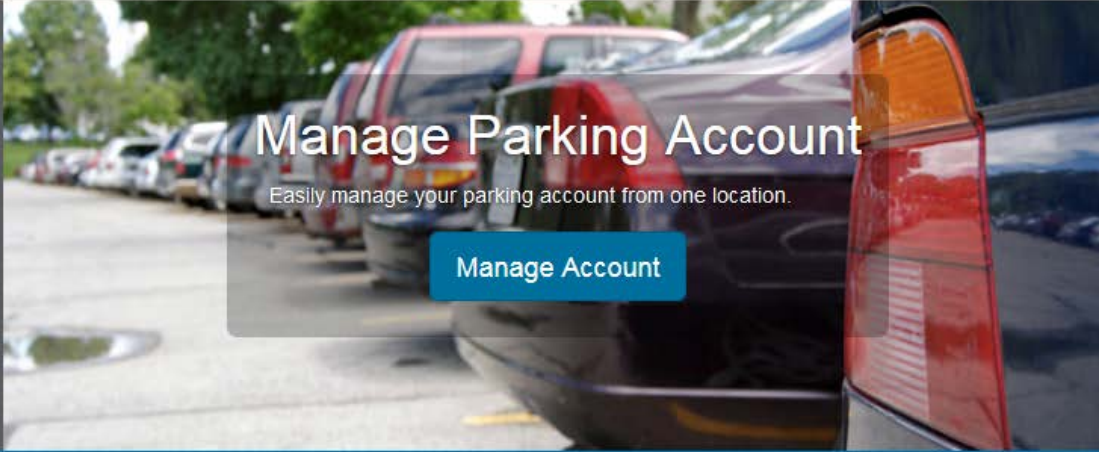 Manage Parking Account
Easily manage your parking account from one location.
Manage Account